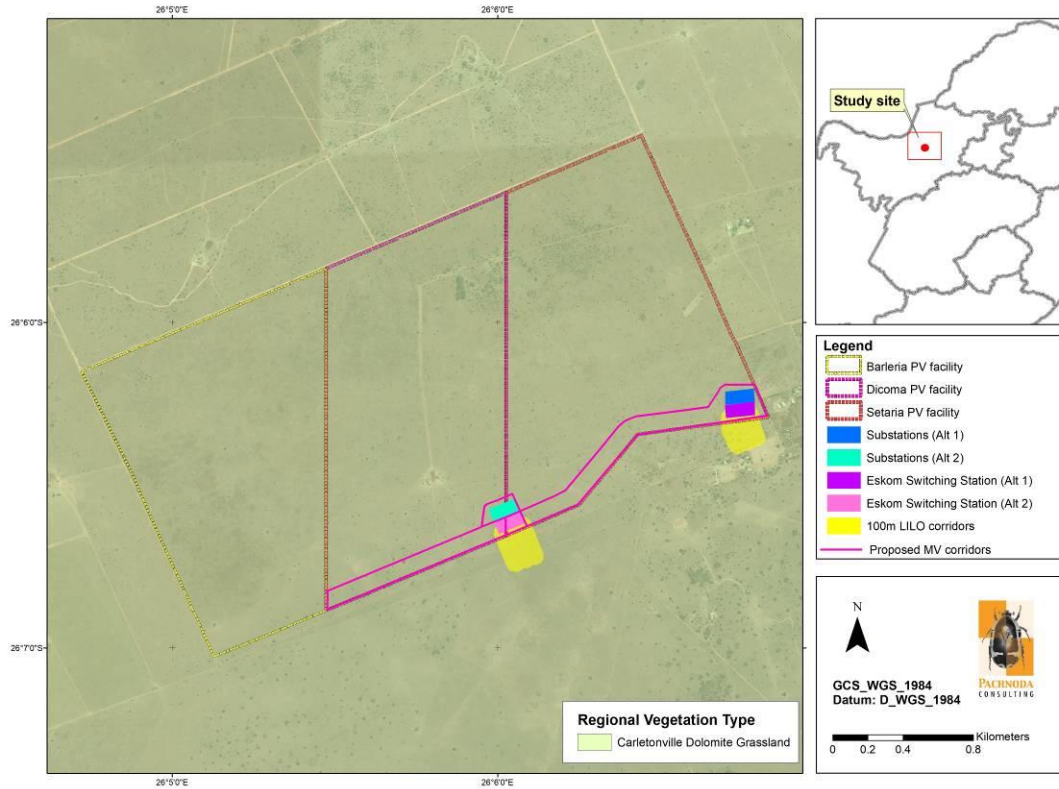 26°5'0"E
26°6'0"E
26°6'0"S
26°7'0"S
26°5'0"E
26°6'0"E
Regional Vegetation Type
Carletonville Dolomite Grassland
Study site
Legend
Barleria PV facility
Dicoma PV facility
Setaria PV facility
Substations (Alt 1)
Substations (Alt 2)
Eskom Switching Station (Alt 1)
Eskom Switching Station (Alt 2)
100m LILO corridors
Proposed MV corridors
N
GCS_WGS_1984
Datum: D_WGS_1984
PACHNODA
CONSULTING
Kilometers
0 0.2 0.4 0.8